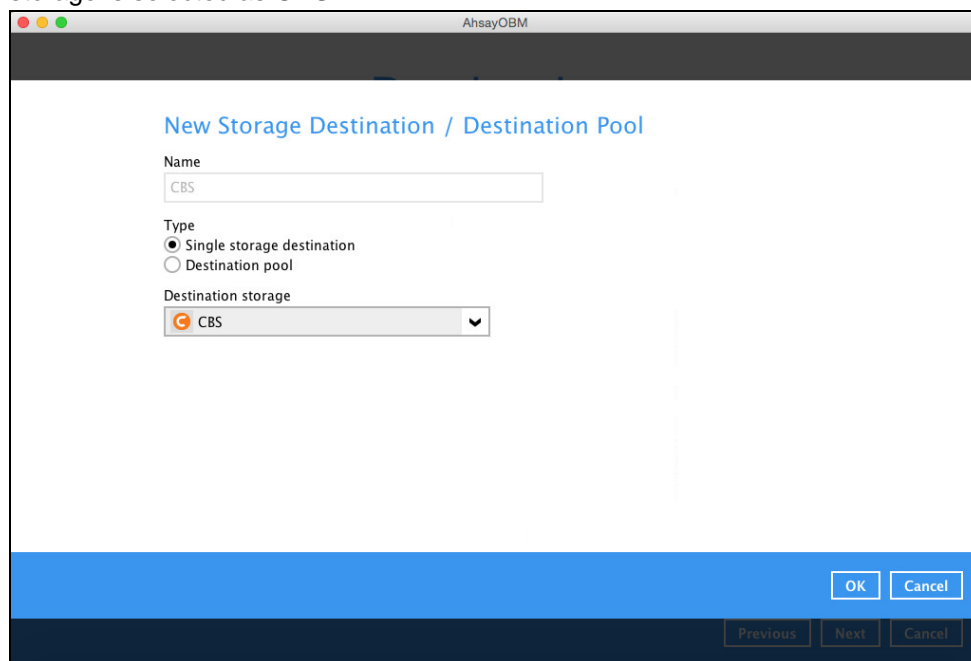 AhsayOBM
New Storage Destination / Destination Pool
Name
CBS
Type
Single storage destination
Destination pool
Destination storage
CBS
OK Cancel
Previous Next Cancel